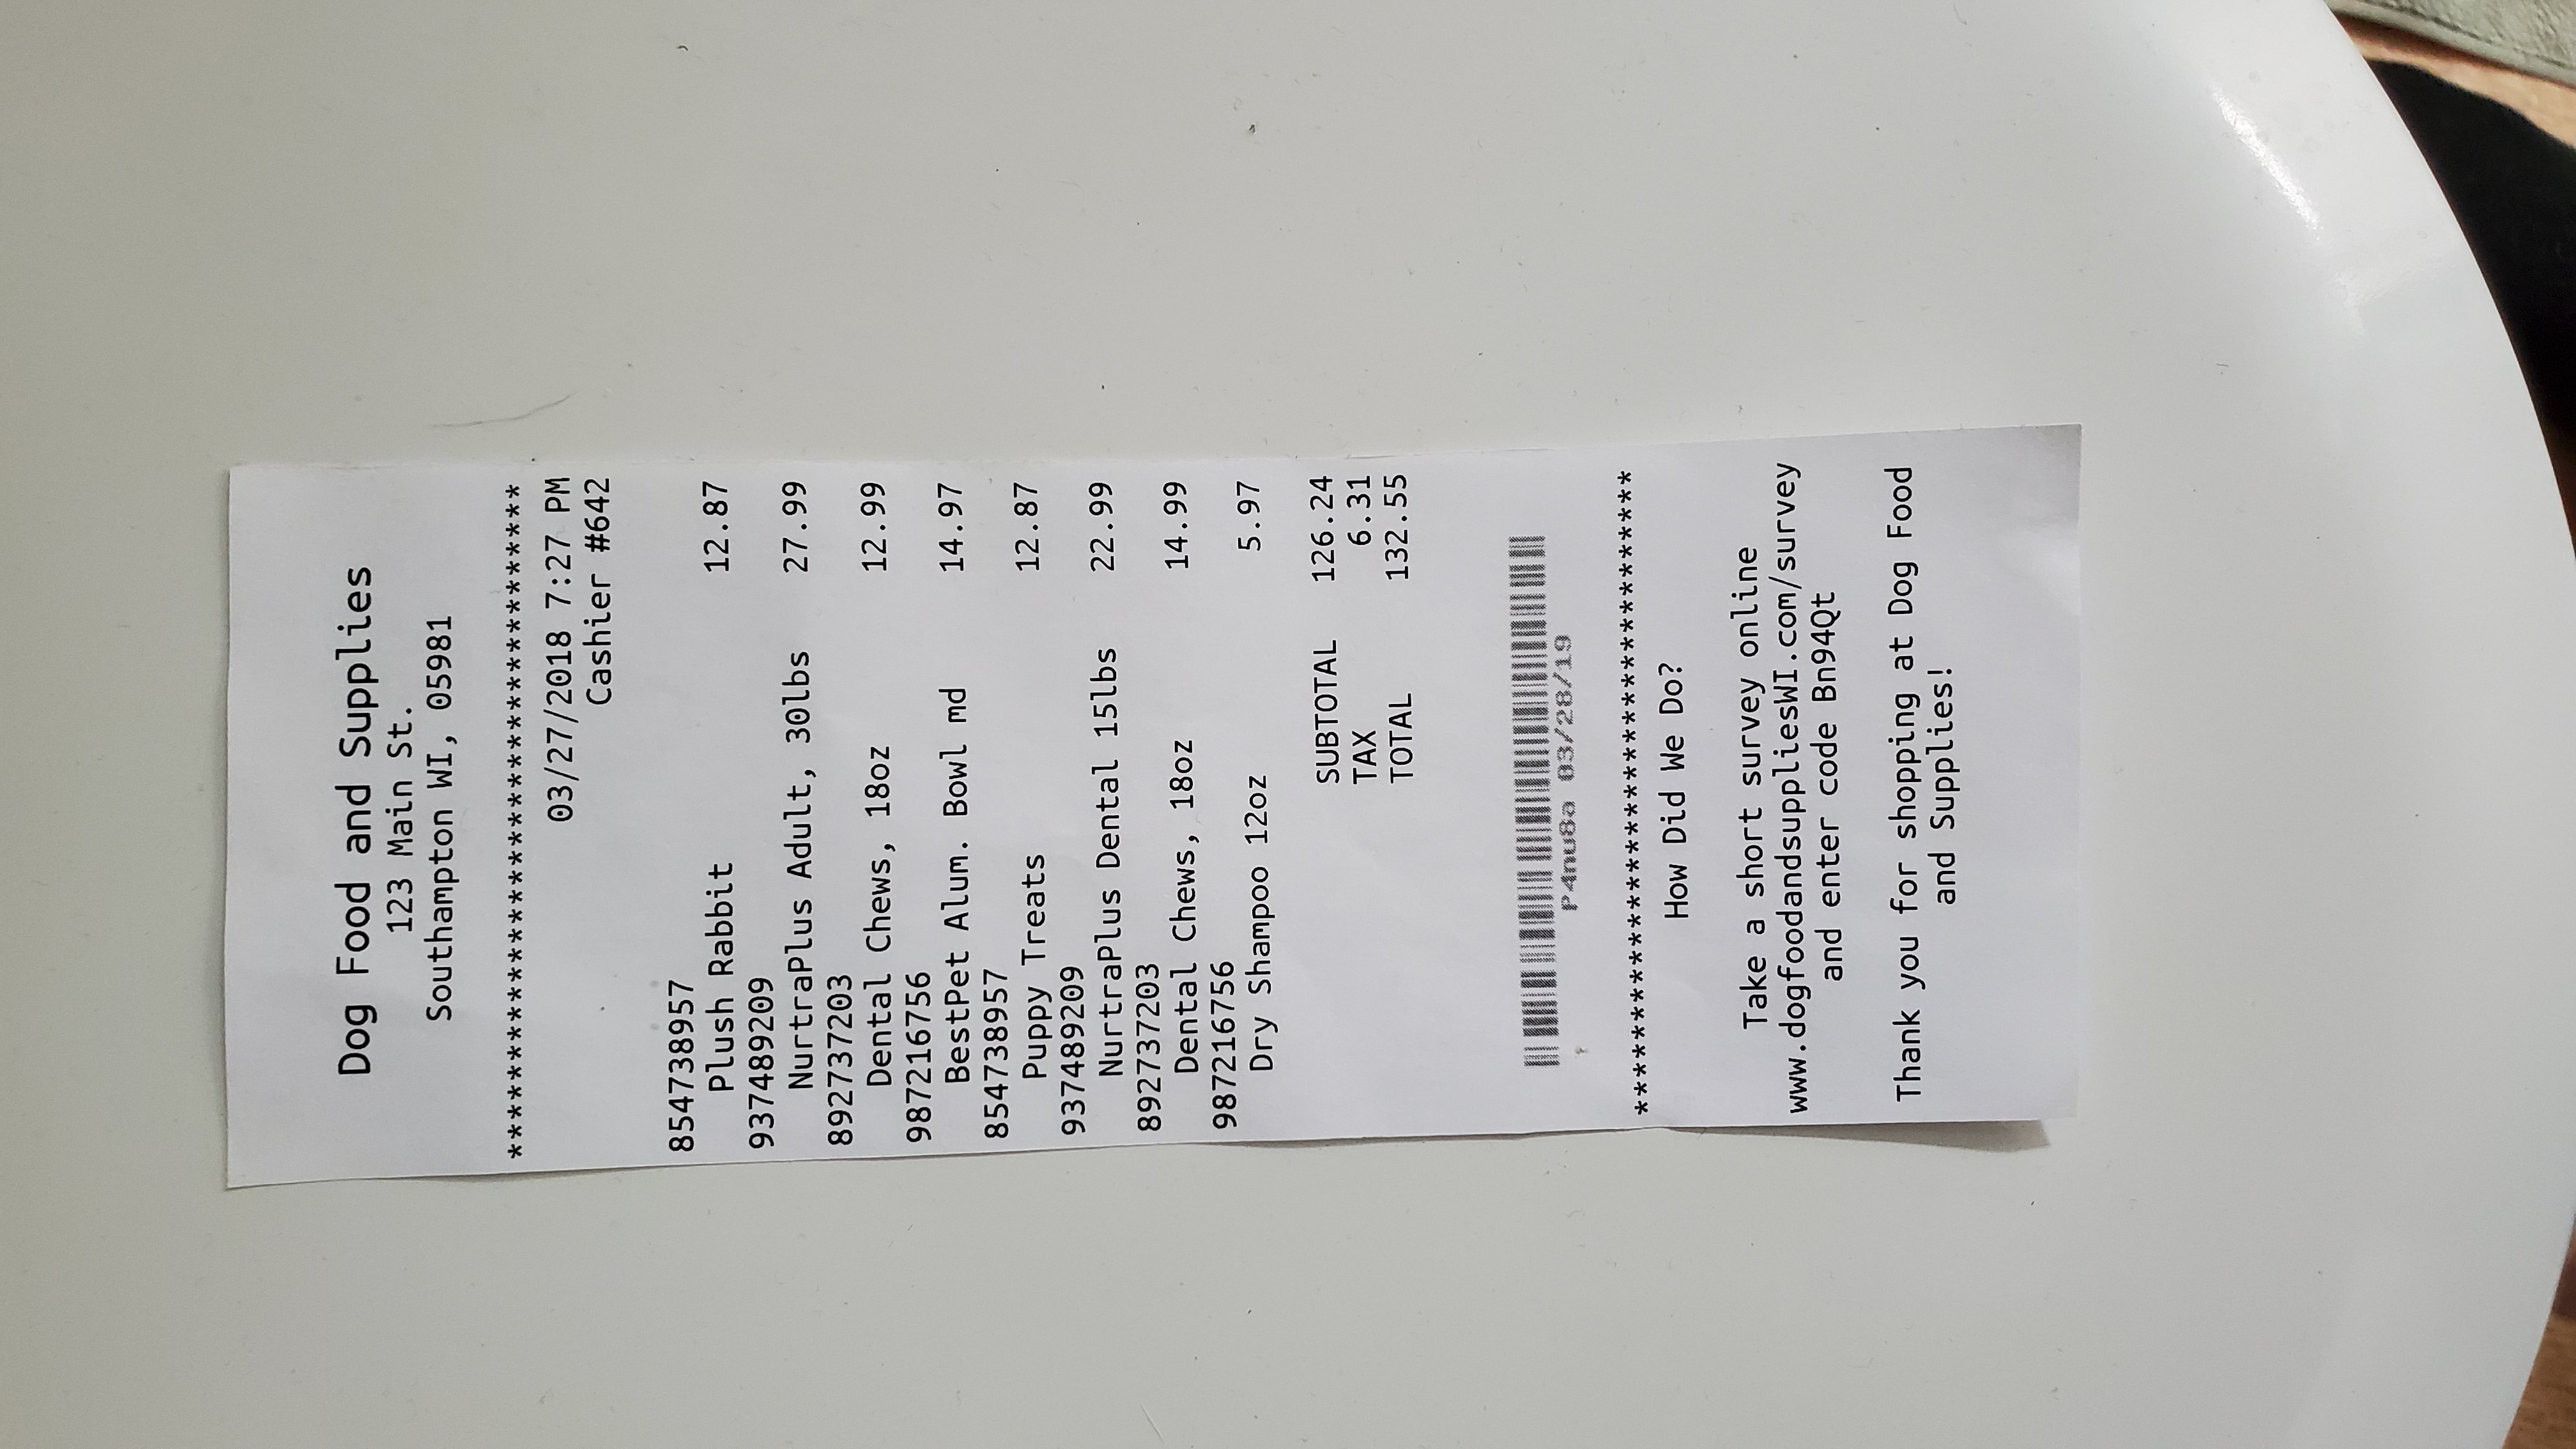 Dog Food and Supplies
123 Main St.
Southampton WI, 05981
***********************************
03/27/2018 7:27 PM
Cashier #642
854738957
Plush Rabbit 12.87
937489209
NurtraPlus Adult, 30lbs 27.99
892737203
Dental Chews, 18oz 12.99
987216756
BestPet Alum. Bowl md 14.97
854738957
Puppy Treats 12.87
937489209
NurtraPlus Dental 15lbs 22.99
892737203
Dental Chews, 18oz 14.99
987216756
Dry Shampoo 12oz 5.97
SUBTOTAL 126.24
TAX 6.31
TOTAL 132.55
P4nu8a 03/28/19
***********************************
How Did We Do?
Take a short survey online
www.dogfoodandsuppliesWI.com/survey
and enter code Bn94Qt
Thank you for shopping at Dog Food
and Supplies!